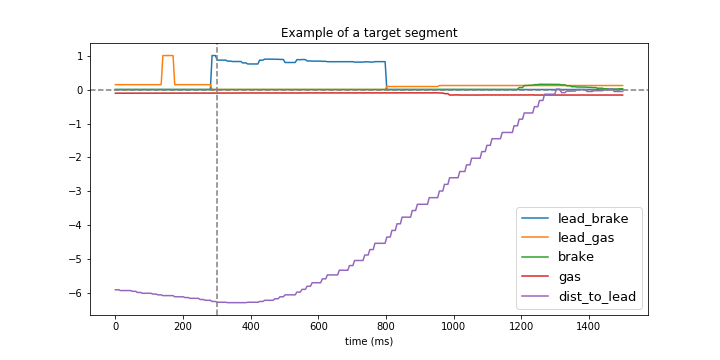 Example of a target segment
1
0
−1
−2
−3
−4
−5
−6
0 200 400 600 800 1000 1200 1400
time (ms)
lead_brake
lead_gas
brake
gas
dist_to_lead